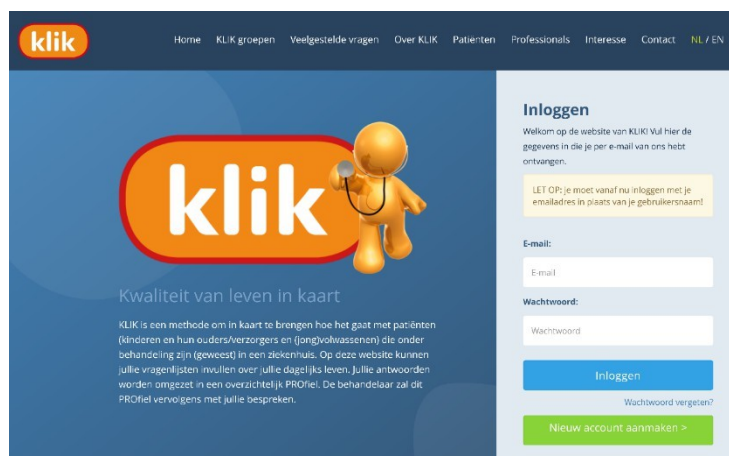 klik
Home KLIK groepen Veelgestelde vragen Over KLIK Patiënten Professionals Interesse Contact NL / EN
klik
Kwaliteit van leven in kaart
KLIK is een methode om in kaart te brengen hoe het gaat met patiënten
(kinderen en hun ouders/verzorgers en (jong)volwassenen) die onder
behandeling zijn (geweest) in een ziekenhuis. Op deze website kunnen
jullie vragenlijsten invullen over jullie dagelijks leven. Jullie antwoorden
worden omgezet in een overzichtelijk PROfiel. De behandelaar zal dit
PROfiel vervolgens met jullie bespreken.
Inloggen
Welkom op de website van KLIK! Vul hier de
gegevens in die je per e-mail van ons hebt
ontvangen.
LET OP: je moet vanaf nu inloggen met je
emailadres in plaats van je gebruikersnaam!
E-mail:
E-mail
Wachtwoord:
Wachtwoord
Inloggen
Wachtwoord vergeten?
Nieuw account aanmaken >